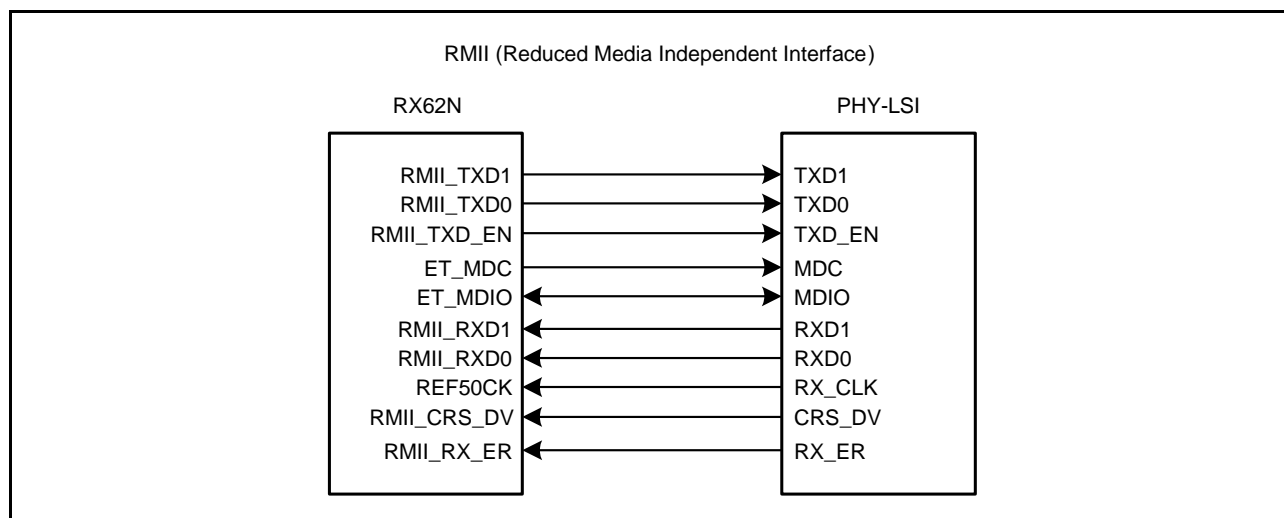 RMII (Reduced Media Independent Interface)
RX62N PHY-LSI
RMII_TXD1 TXD1
RMII_TXD0 TXD0
RMII_TXD_EN TXD_EN
ET_MDC MDC
ET_MDIO MDIO
RMII_RXD1 RXD1
RMII_RXD0 RXD0
REF50CK RX_CLK
RMII_CRS_DV CRS_DV
RMII_RX_ER RX_ER